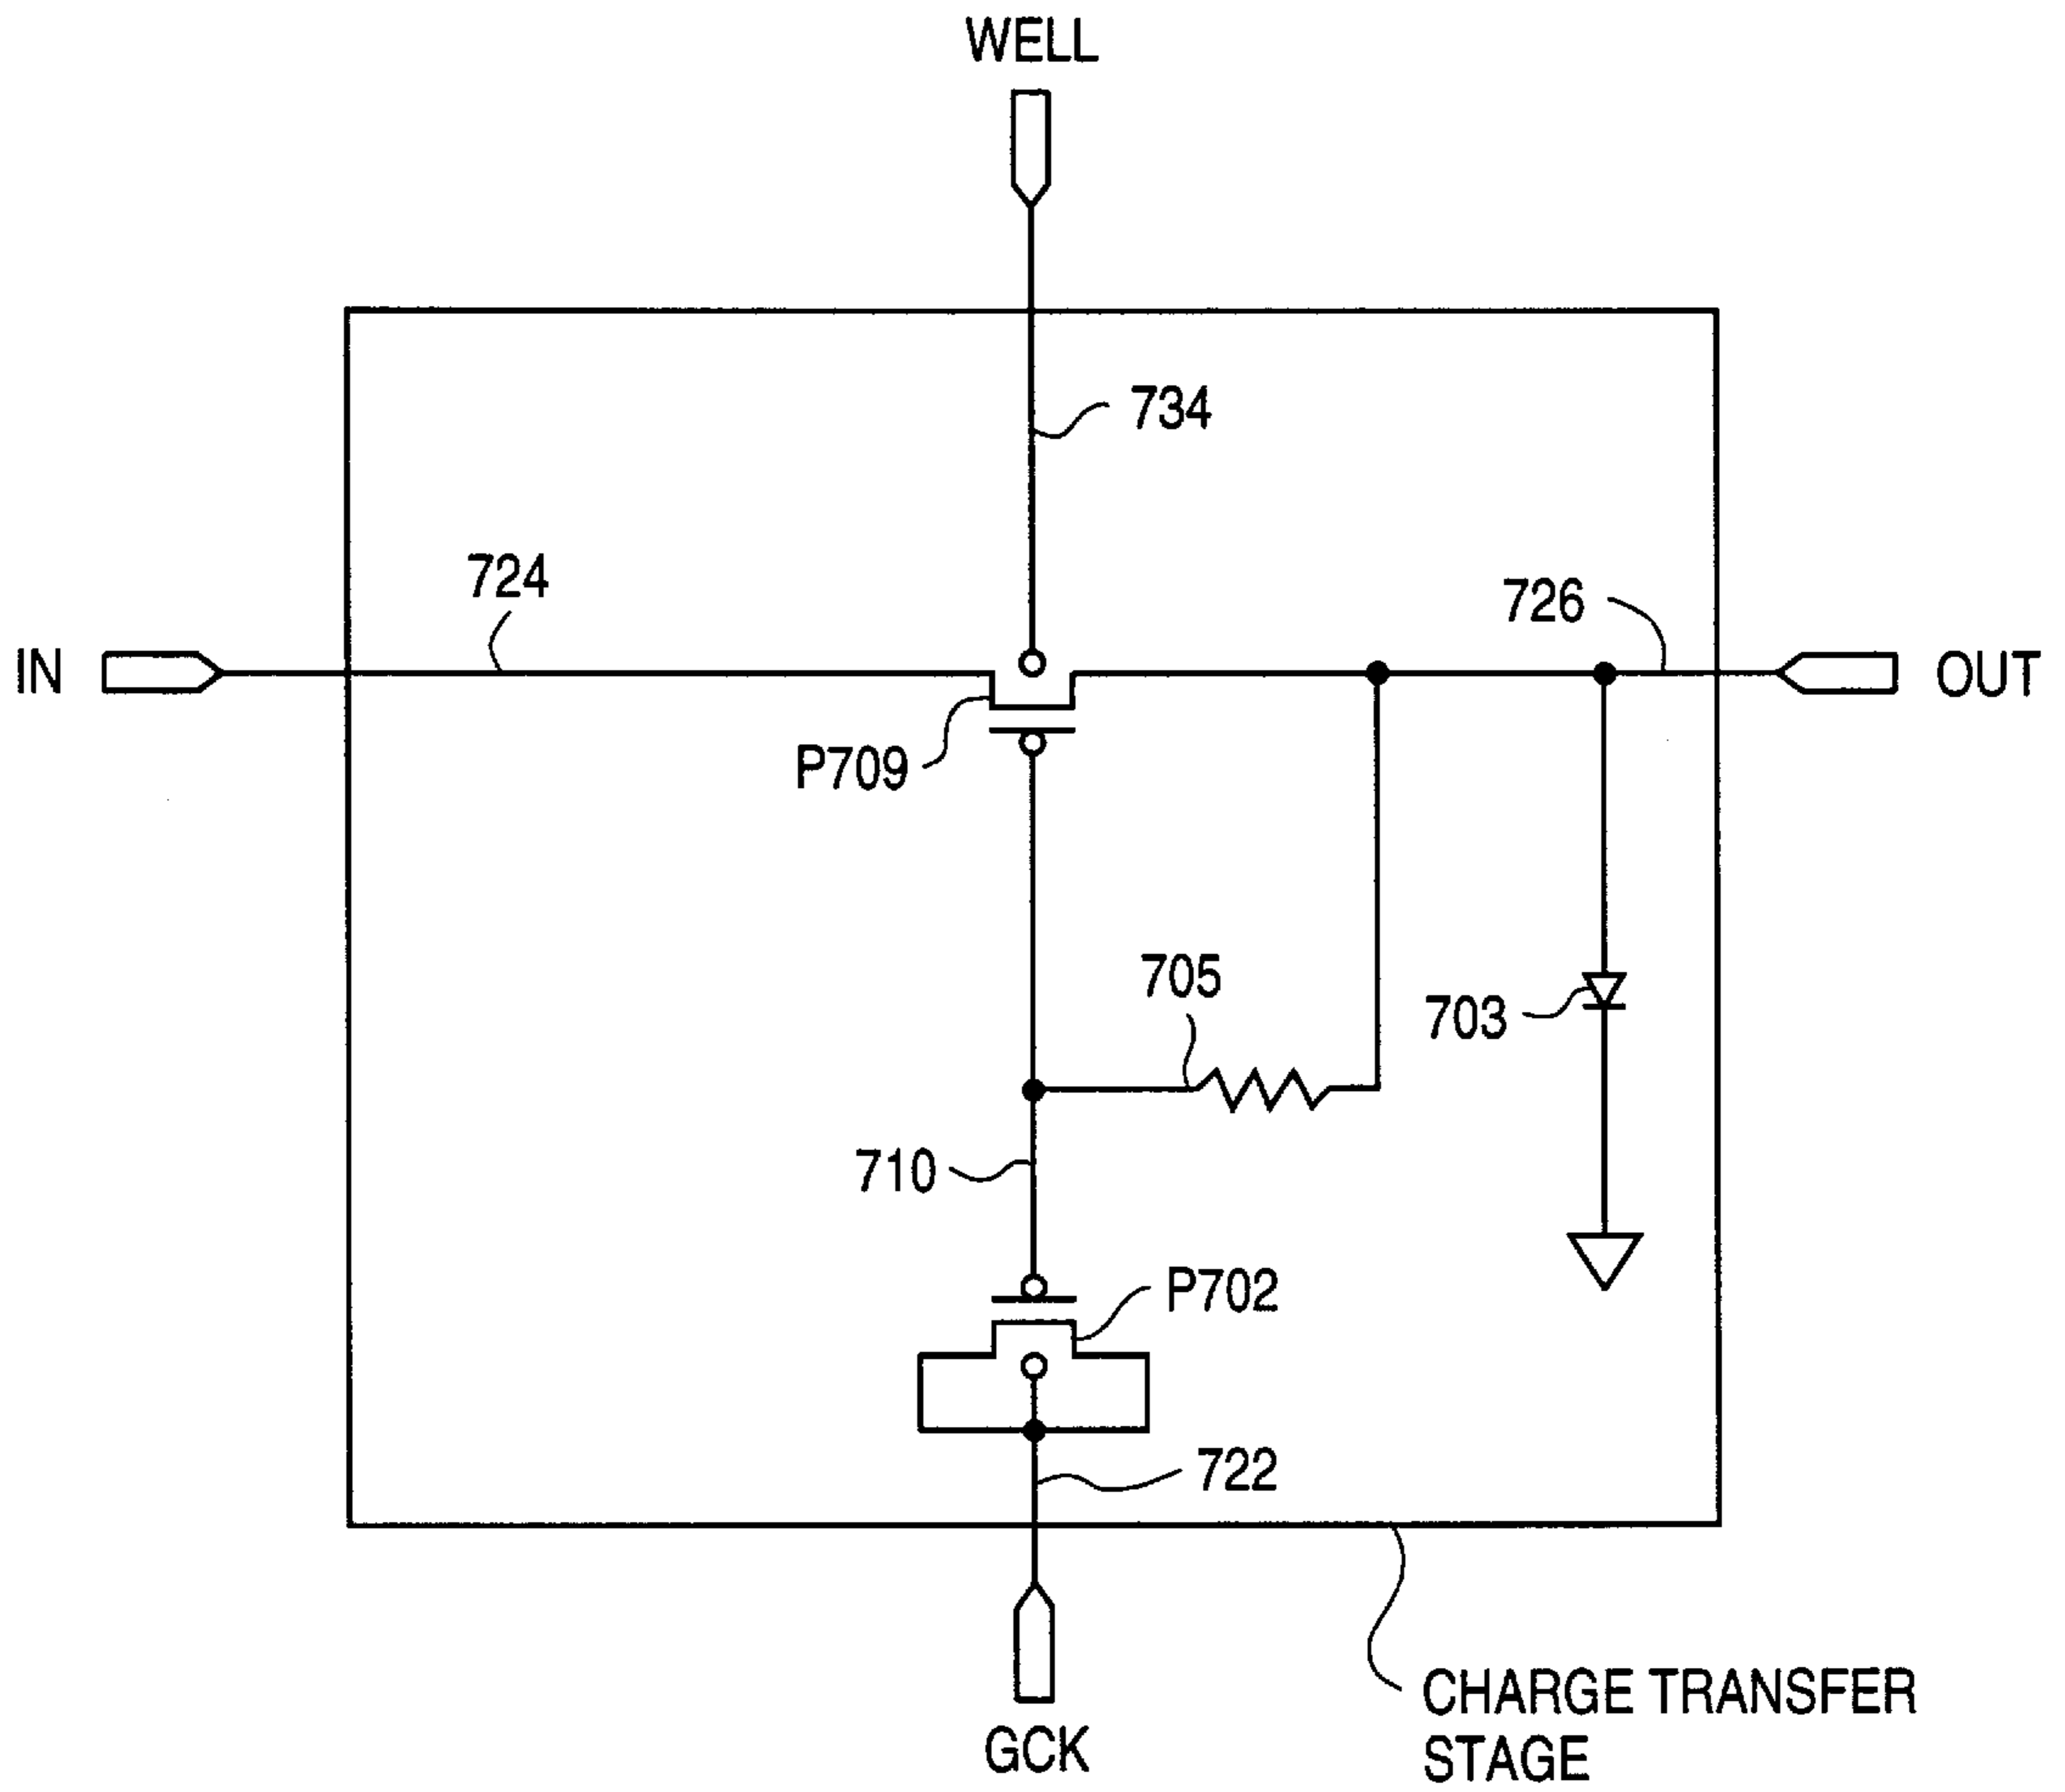 WELL
734
724
726
IN
OUT
P709
705
703
710
P702
722
CHARGE TRANSFER
STAGE
GCK